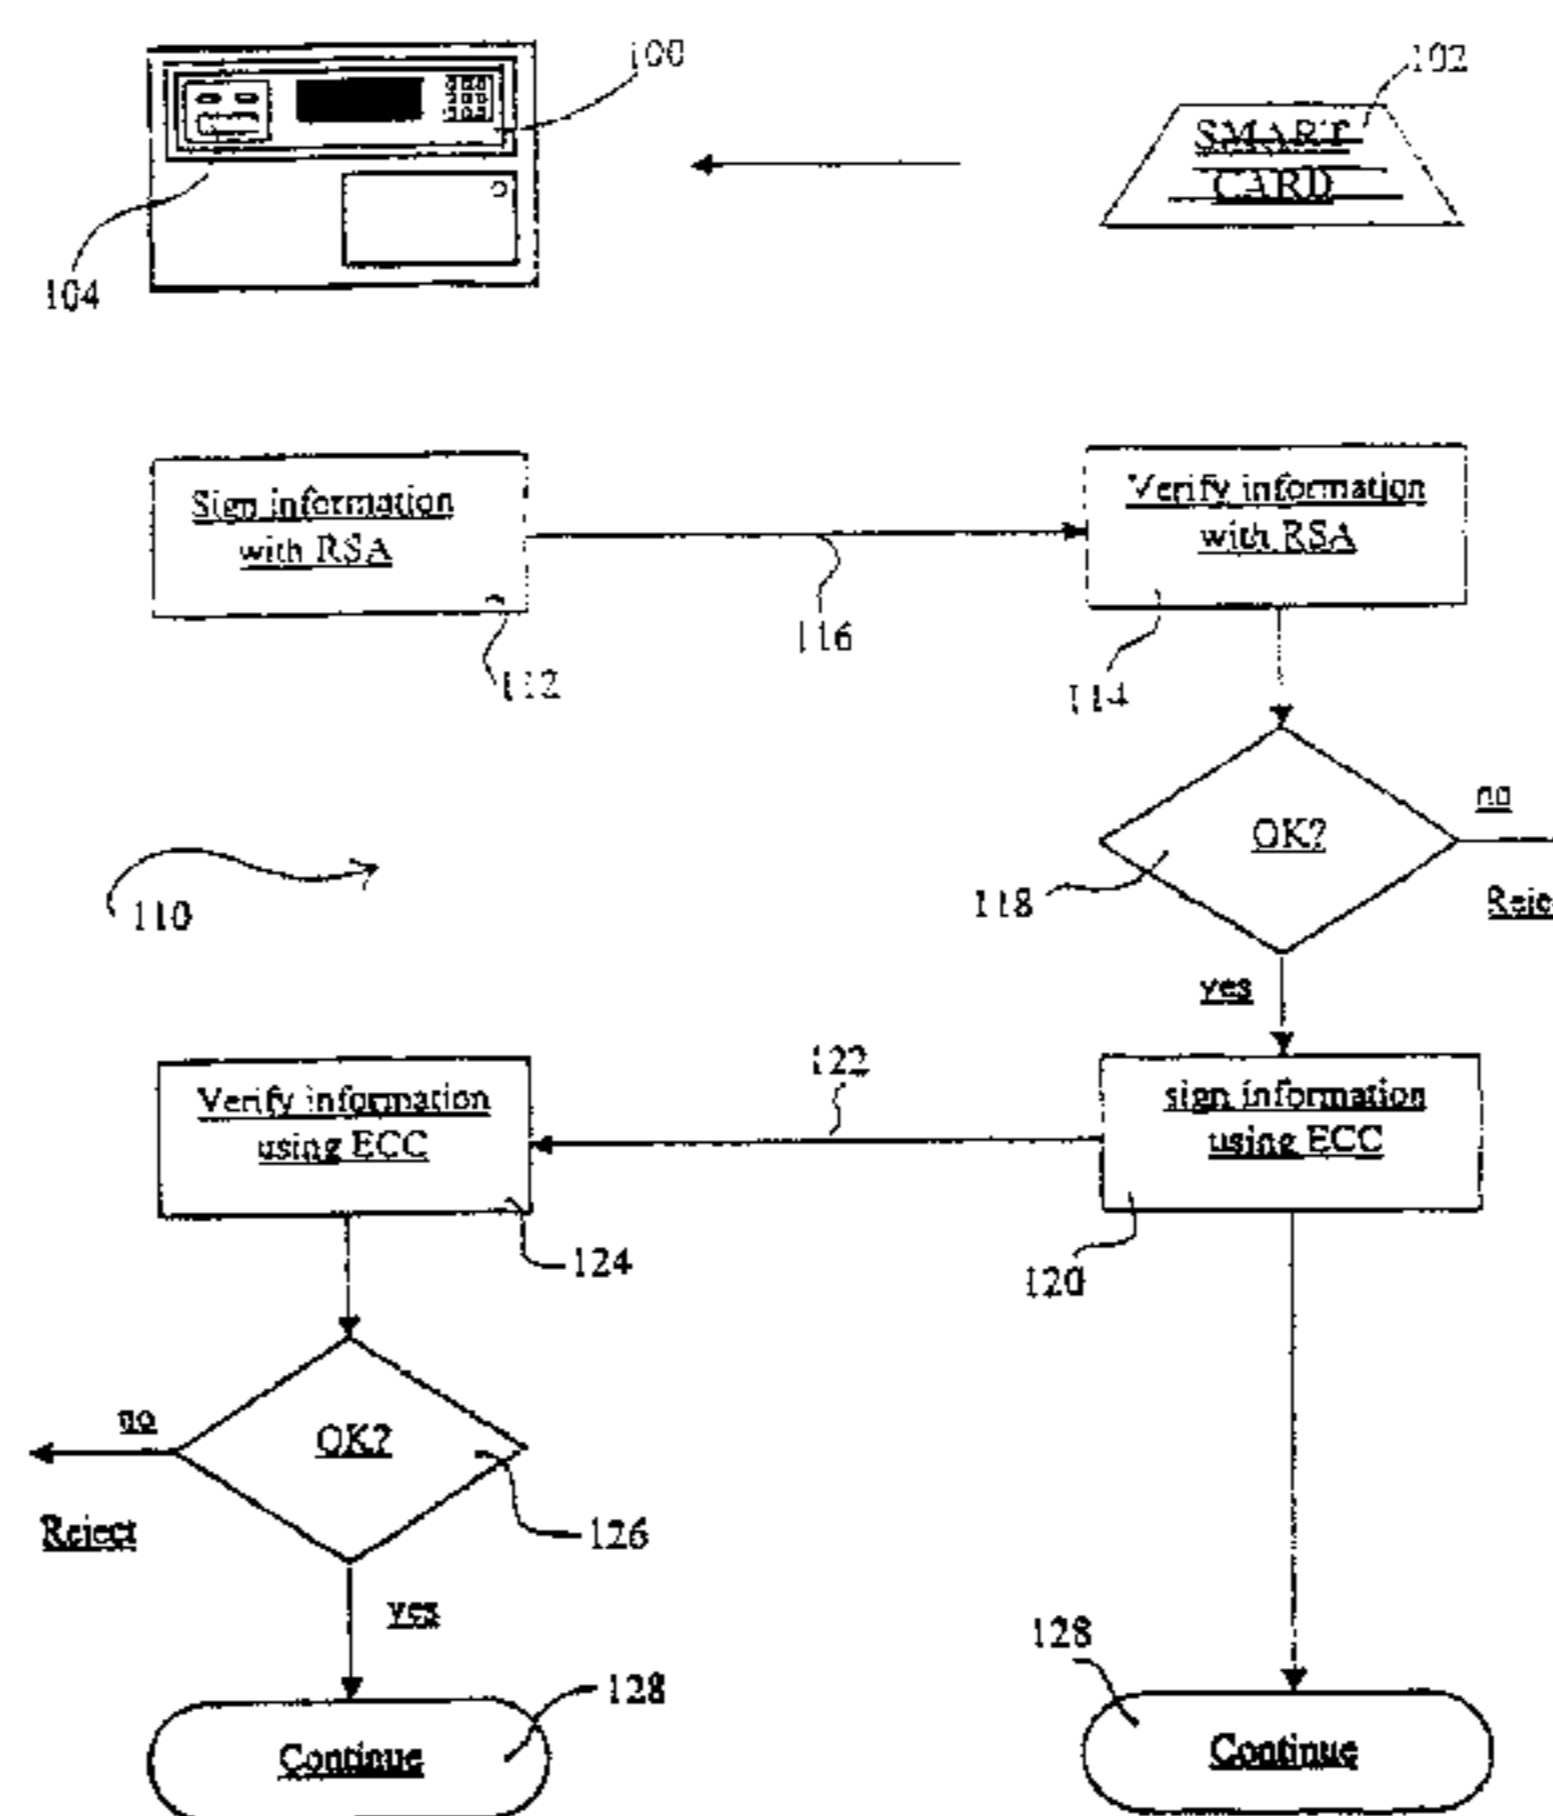 100
102
SMART
CARD
104
Sign information
with RSA
Verify information
with RSA
116
112
114
no
OK?
118
110
yes
122
Verify information
using ECC
sign information
using ECC
124
120
no
OK?
Reject
126
yes
128
128
Continue
Continue